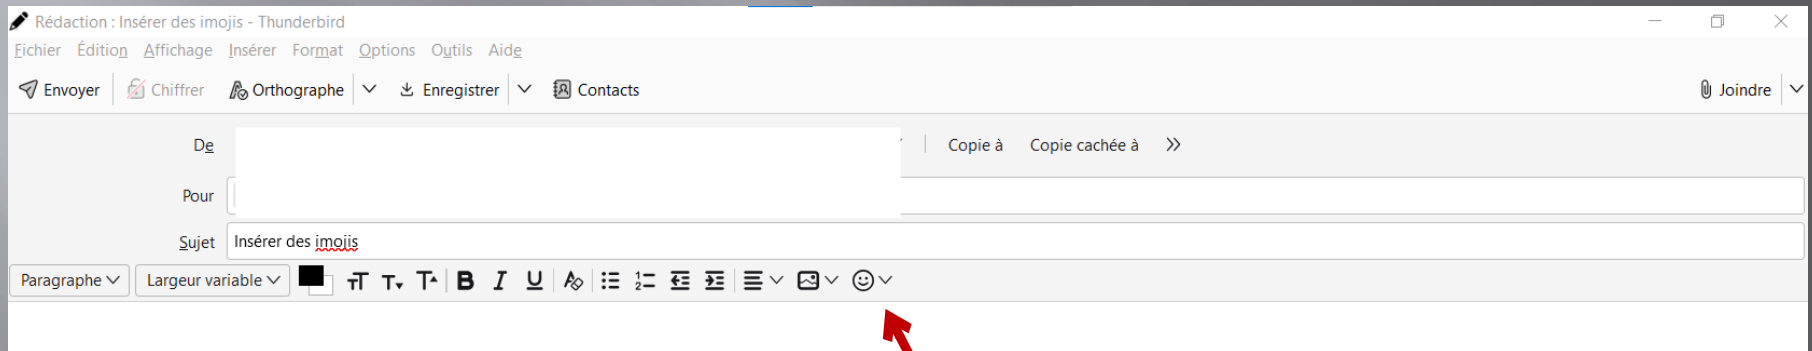 Rédaction : Insérer des imojis - Thunderbird
Fichier Édition Affichage Insérer Format Options Outils Aide
Envoyer Chiffrer Orthographe Enregistrer Contacts Joindre
De Copie à Copie cachée à
Pour
Sujet Insérer des imojis
Paragraphe Largeur variable